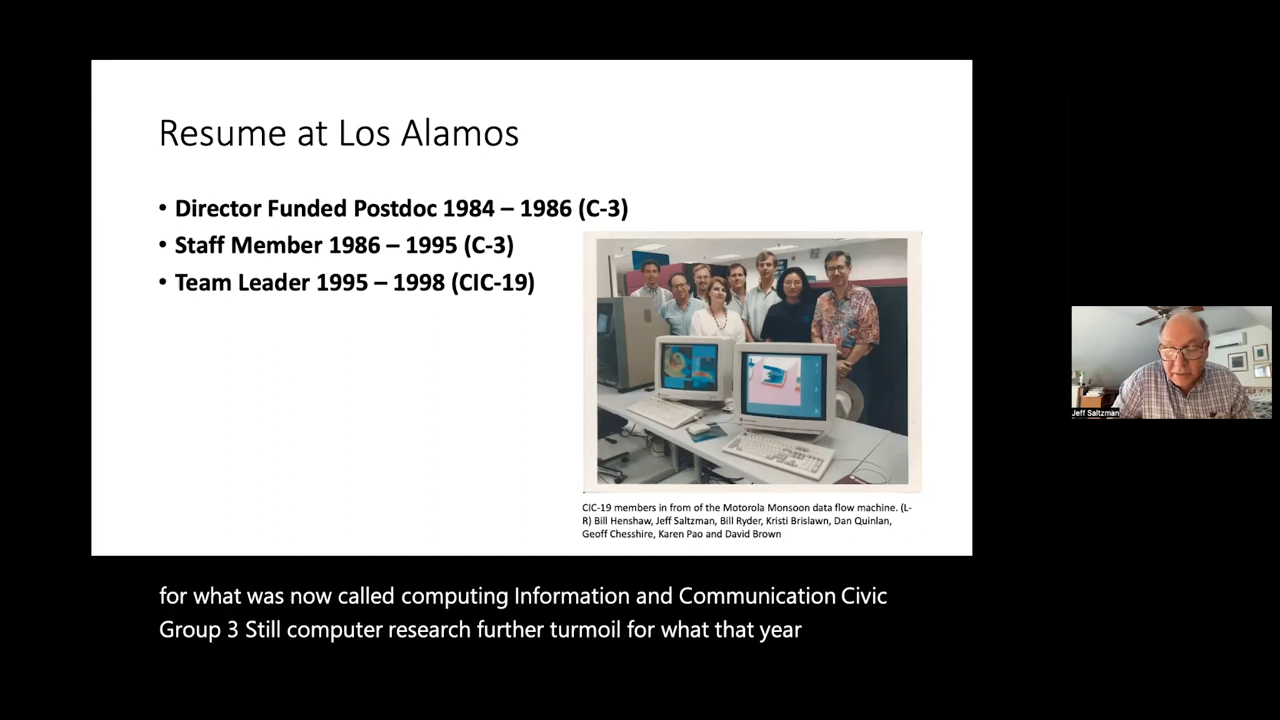 Resume at Los Alamos
• Director Funded Postdoc 1984 – 1986 (C-3)
• Staff Member 1986 – 1995 (C-3)
• Team Leader 1995 – 1998 (CIC-19)
CIC-19 members in from of the Motorola Monsoon data flow machine. (L-
R) Bill Henshaw, Jeff Saltzman, Bill Ryder, Kristi Brislawn, Dan Quinlan,
Geoff Chesshire, Karen Pao and David Brown
Jeff Saltzman
for what was now called computing Information and Communication Civic
Group 3 Still computer research further turmoil for what that year